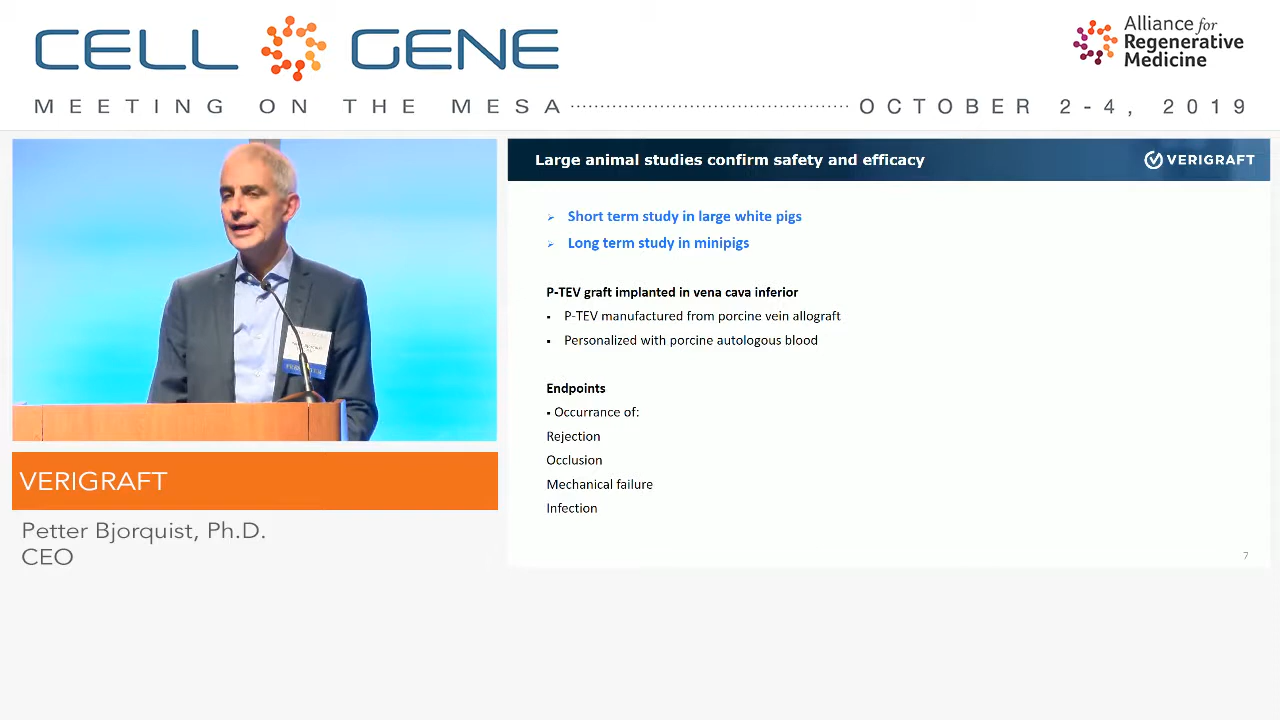 CELL GENE
Alliance for
Regenerative
Medicine
MEETING ON THE MESA
OCTOBER 2-4, 2019
Large animal studies confirm safety and efficacy
VERIGRAFT
Short term study in large white pigs
Long term study in minipigs
P-TEV graft implanted in vena cava inferior
P-TEV manufactured from porcine vein allograft
Personalized with porcine autologous blood
Endpoints
• Occurrance of:
Rejection
Occlusion
Mechanical failure
Infection
7
VERIGRAFT
Petter Bjorquist, Ph.D.
CEO